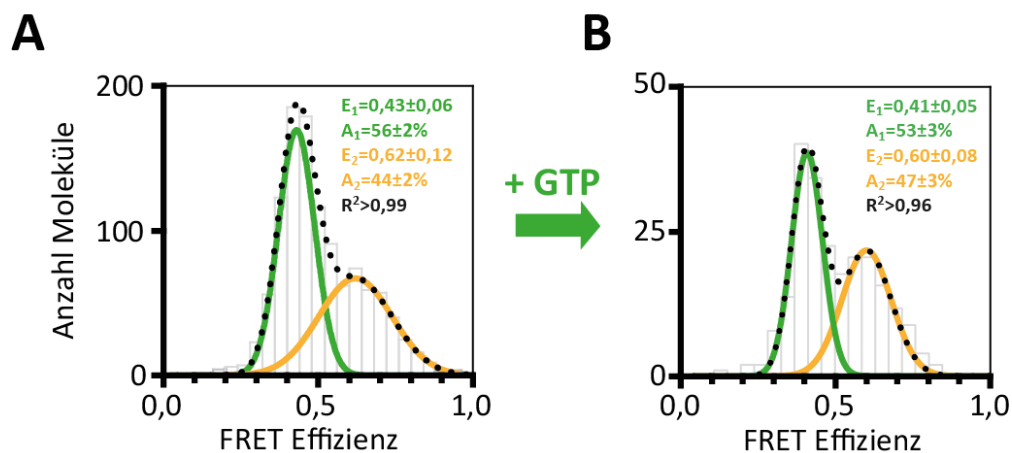 A
200
100
0
Anzahl Moleküle
E₁=0,43±0,06
A₁=56±2%
E₂=0,62±0,12
A₂=44±2%
R²>0,99
0,0 0,5 1,0
FRET Effizienz
+ GTP
B
50
25
0
E₁=0,41±0,05
A₁=53±3%
E₂=0,60±0,08
A₂=47±3%
R²>0,96
0,0 0,5 1,0
FRET Effizienz